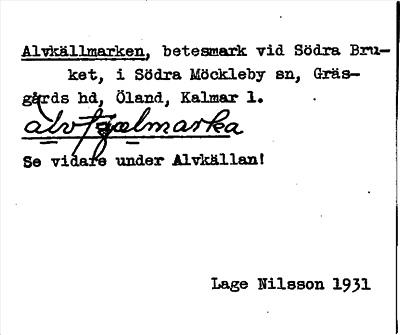 Alvkällmarken, betesmark vid Södra Bru-
ket, i Södra Möckleby sn, Gräs-
gårds hd, Öland, Kalmar l.
alvfjælmarka
Se vidare under Alvkällan!
Lage Nilsson 1931